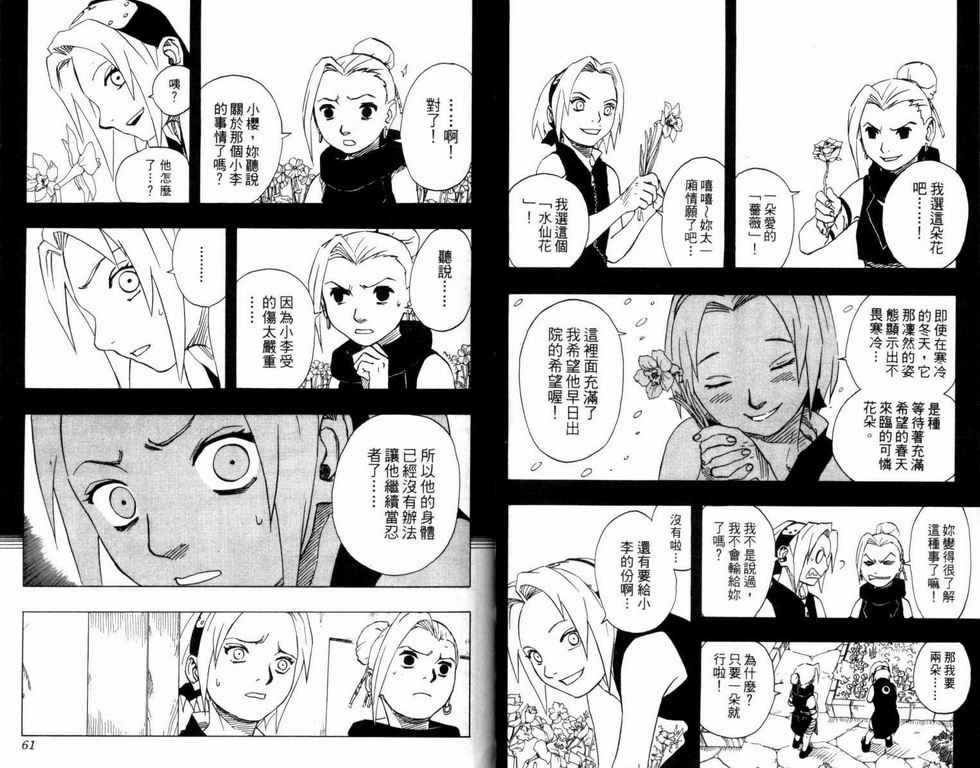 我選這朵花
吧……！
一朵愛的
「薔薇」！
嘻嘻～妳太一
廂情願了吧…
我選這個
「水仙花
」！
即使在寒冷
的冬天，它
那凜然的姿
態顯示出不
畏寒冷…
是種
等待著充滿
希望的春天
來臨的可憐
花朵。
這裡面充滿了
我希望他早日出
院的希望喔！
妳變得很了解
這種事了嘛！
我不是說過，
我不會輸給妳
了嗎？
那我要
兩朵…
為什麼？
只要一朵就
行啦！
沒有啦…
還有要給小
李的份啊…
……啊！
對了！
小櫻，妳聽說
關於那個小李
的事情了嗎？
咦？
他怎麼
了…？
聽說…
因為小李受
的傷太嚴重
……
……
所以他的身體
已經沒有辦法
讓他繼續當忍
者了……
61